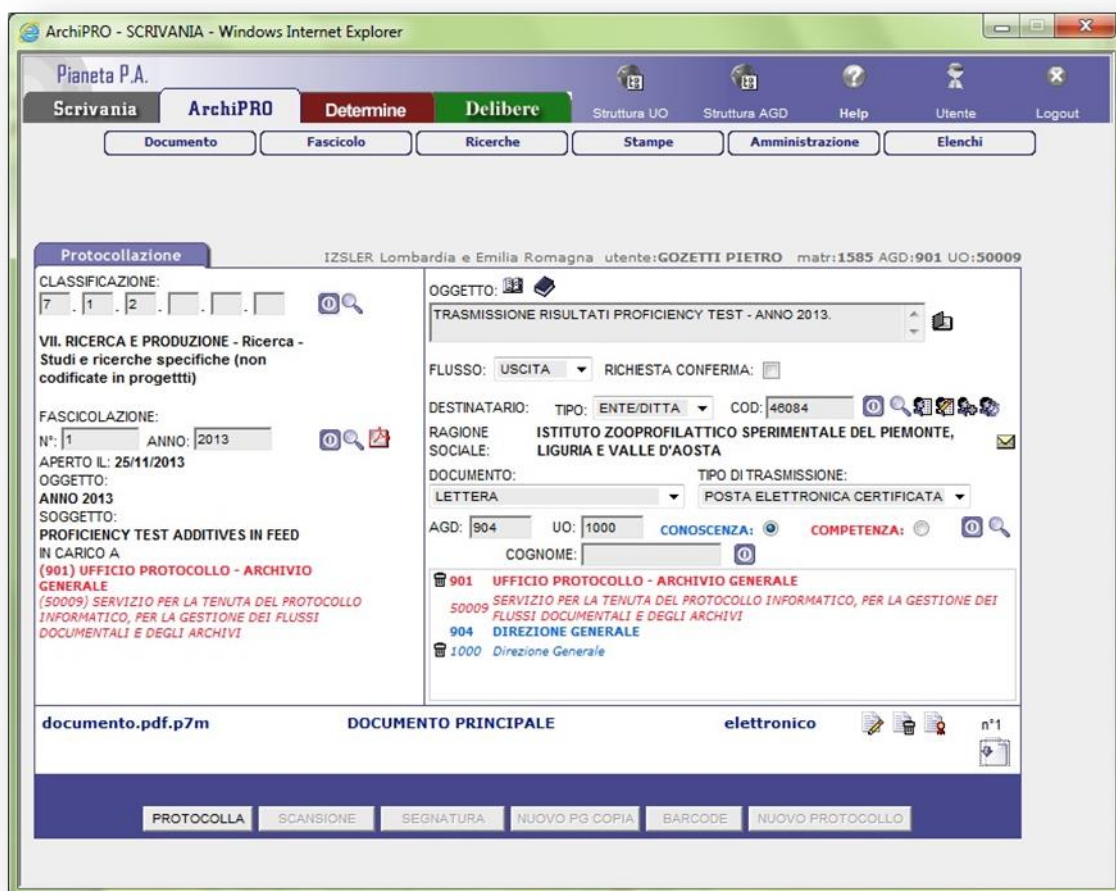 ArchiPRO - SCRIVANIA - Windows Internet Explorer
Pianeta P.A.
Scrivania ArchiPRO Determine Delibere Struttura UO Struttura AGD Help Utente Logout
Documento Fascicolo Ricerche Stampe Amministrazione Elenchi
Protocollazione IZSLER Lombardia e Emilia Romagna utente:GOZETTI PIETRO matr:1585 AGD:901 UO:50009
CLASSIFICAZIONE:
7 . 1 . 2 . . .
VII. RICERCA E PRODUZIONE - Ricerca -
Studi e ricerche specifiche (non
codificate in progettti)
FASCICOLAZIONE:
N°: 1 ANNO: 2013
APERTO IL: 25/11/2013
OGGETTO:
ANNO 2013
SOGGETTO:
PROFICIENCY TEST ADDITIVES IN FEED
IN CARICO A
(901) UFFICIO PROTOCOLLO - ARCHIVIO
GENERALE
(50009) SERVIZIO PER LA TENUTA DEL PROTOCOLLO
INFORMATICO, PER LA GESTIONE DEI FLUSSI
DOCUMENTALI E DEGLI ARCHIVI
OGGETTO:
TRASMISSIONE RISULTATI PROFICIENCY TEST - ANNO 2013.
FLUSSO: USCITA RICHIESTA CONFERMA:
DESTINATARIO: TIPO: ENTE/DITTA COD: 46084
RAGIONE SOCIALE: ISTITUTO ZOOPROFILATTICO SPERIMENTALE DEL PIEMONTE,
LIGURIA E VALLE D'AOSTA
DOCUMENTO: TIPO DI TRASMISSIONE:
LETTERA POSTA ELETTRONICA CERTIFICATA
AGD: 904 UO: 1000 CONOSCENZA: COMPETENZA:
COGNOME:
901 UFFICIO PROTOCOLLO - ARCHIVIO GENERALE
50009 SERVIZIO PER LA TENUTA DEL PROTOCOLLO INFORMATICO, PER LA GESTIONE DEI
FLUSSI DOCUMENTALI E DEGLI ARCHIVI
904 DIREZIONE GENERALE
1000 Direzione Generale
documento.pdf.p7m DOCUMENTO PRINCIPALE elettronico n°1
PROTOCOLLA SCANSIONE SEGNATURA NUOVO PG COPIA BARCODE NUOVO PROTOCOLLO